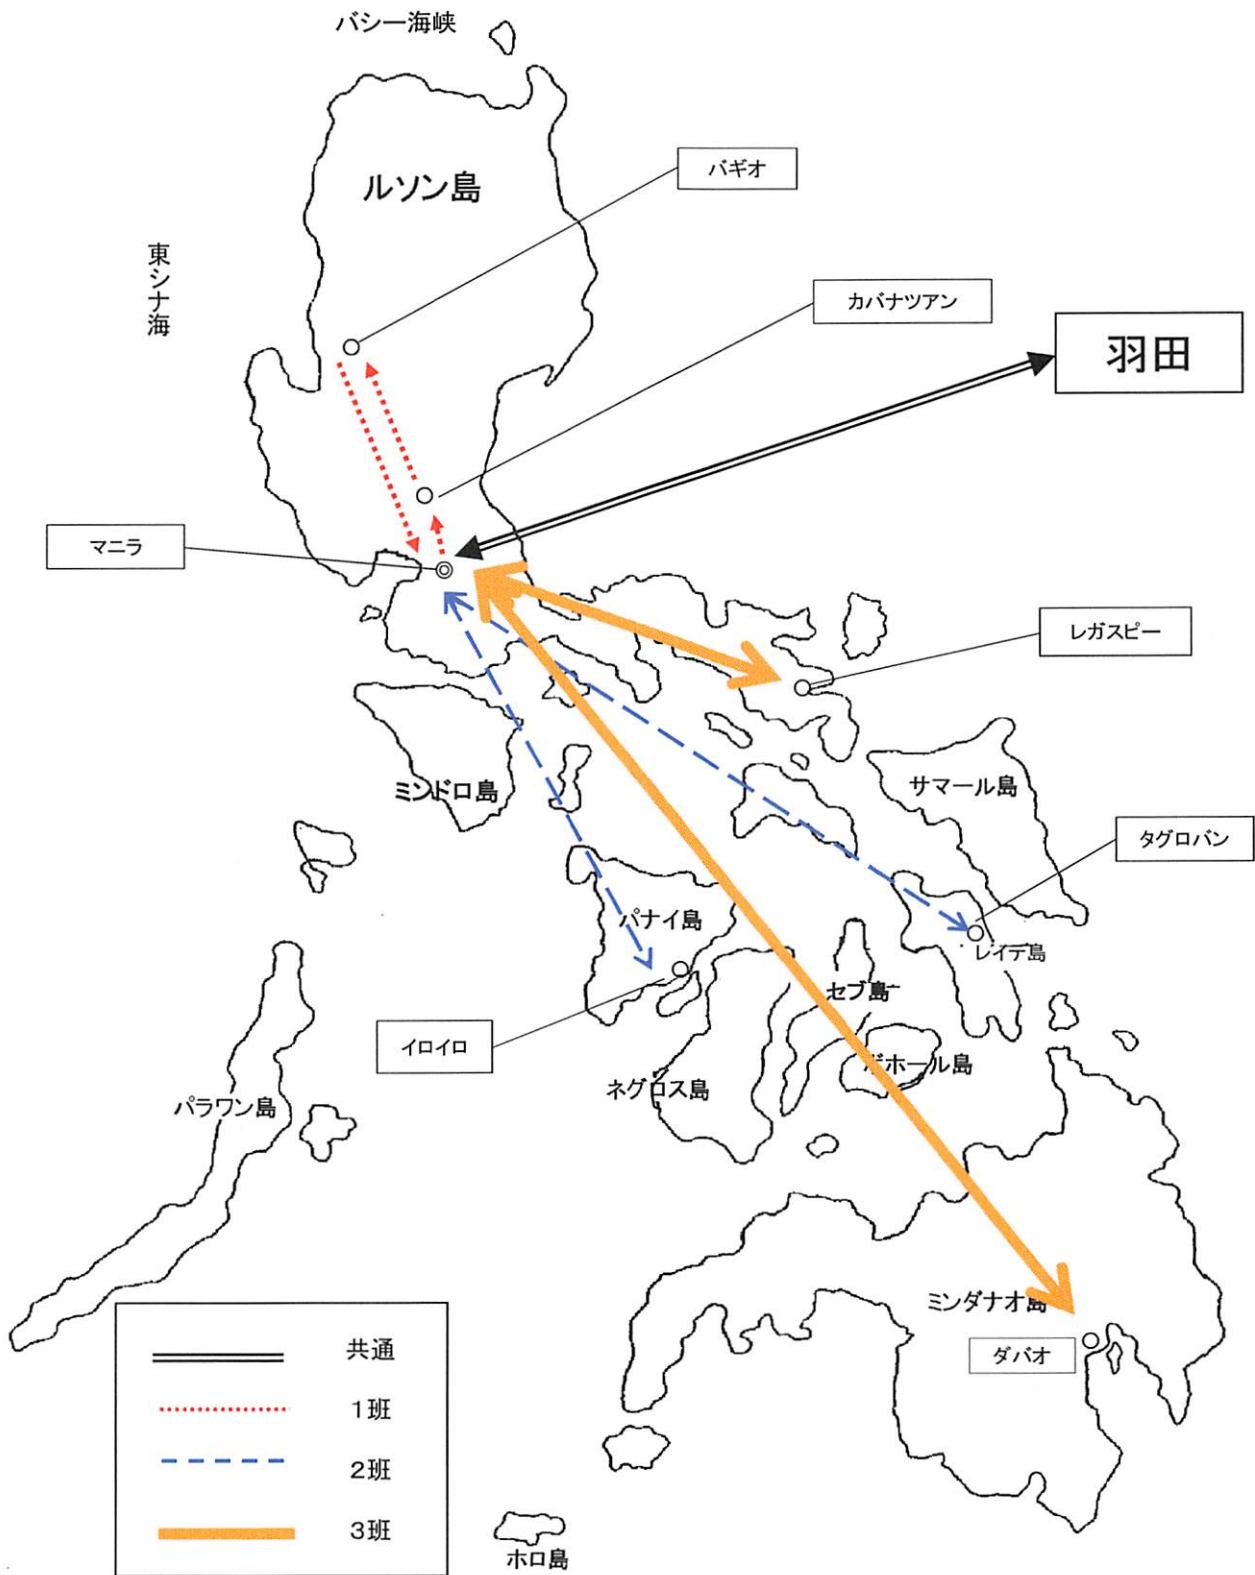 バシー海峡
ルソン島
バギオ
東シナ海
カバナツアン
羽田
マニラ
レガスピー
ミンドロ島
サマール島
タグロバン
パナイ島
レイテ島
セブ島
イロイロ
ボホール島
ネグロス島
パラワン島
ミンダナオ島
ダバオ
共通
1班
2班
3班
ホロ島